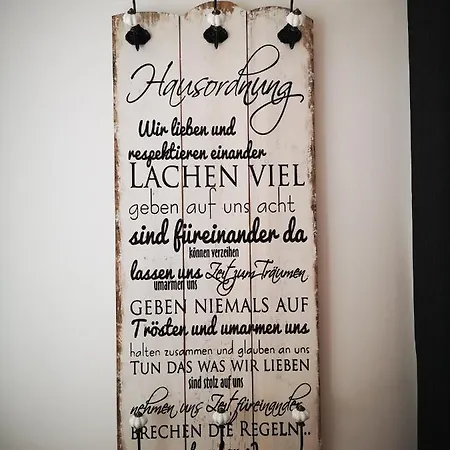 Hausordnung
Wir lieben und
respektieren einander
LACHEN VIEL
geben auf uns acht
sind füreinander da
können verzeihen
lassen uns Zeit zum Träumen
umarmen uns
GEBEN NIEMALS AUF
Trösten und umarmen uns
halten zusammen und glauben an uns
TUN DAS WAS WIR LIEBEN
sind stolz auf uns
nehmen uns Zeit füreinander
BRECHEN DIE REGELN...